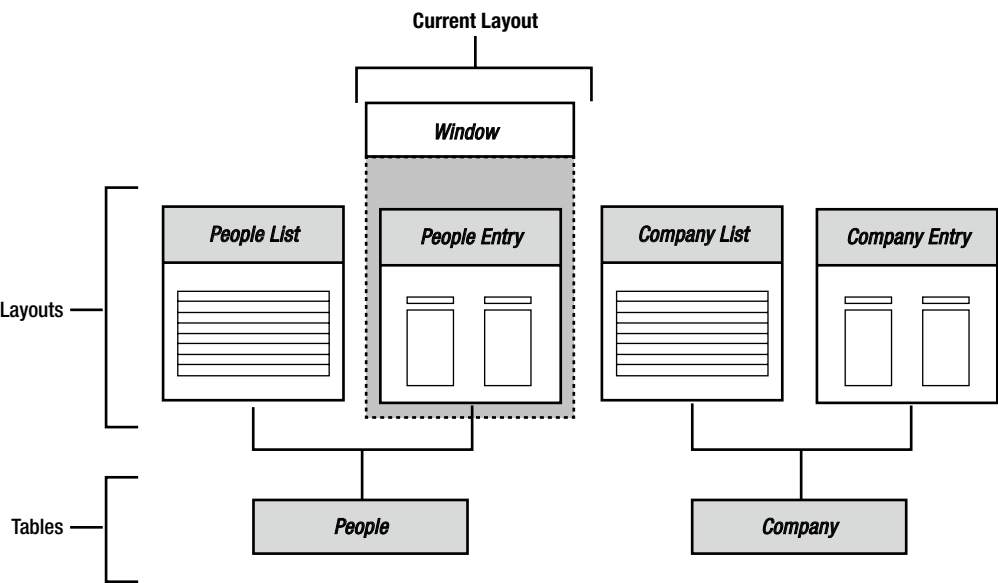 Current Layout
Window
People List
People Entry
Company List
Company Entry
Layouts
Tables
People
Company